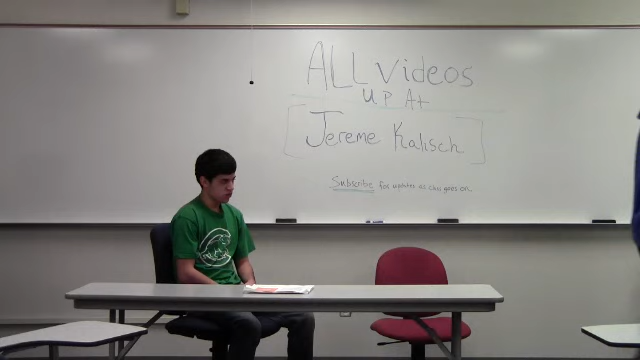 ALL videos
UP At
Jereme Kalisch
Subscribe for updates as class goes on.